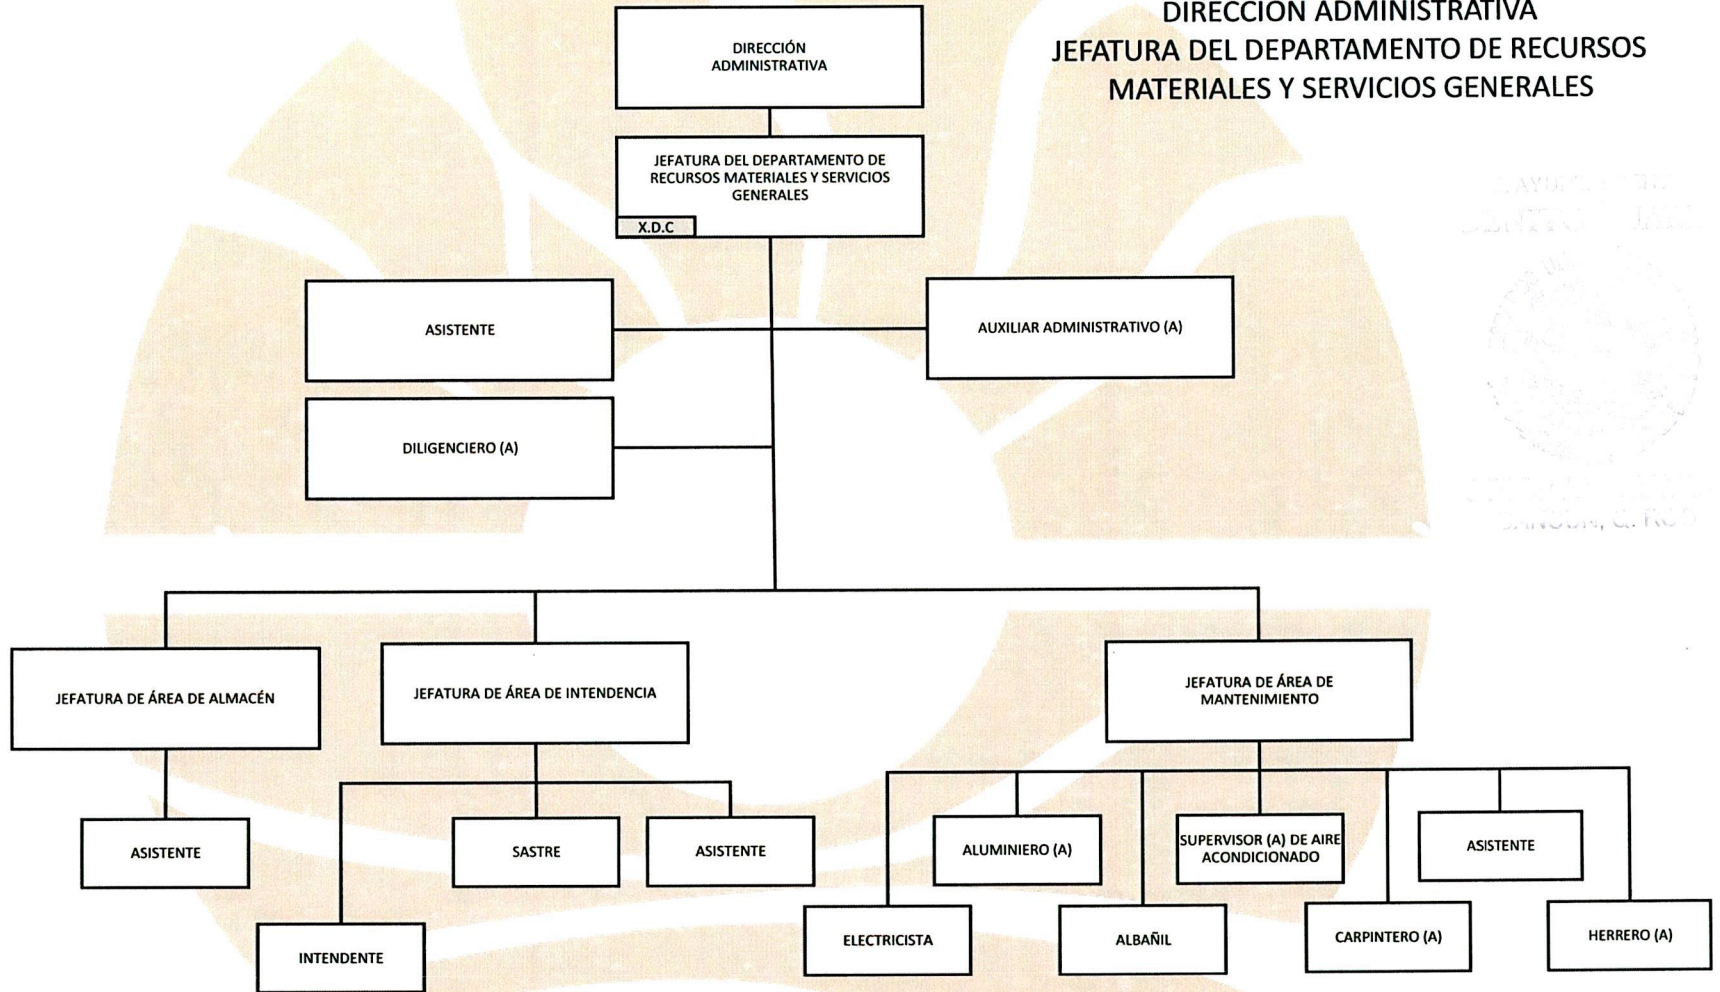 DIRECCIÓN ADMINISTRATIVA
JEFATURA DEL DEPARTAMENTO DE RECURSOS
MATERIALES Y SERVICIOS GENERALES
DIRECCIÓN
ADMINISTRATIVA
JEFATURA DEL DEPARTAMENTO DE
RECURSOS MATERIALES Y SERVICIOS
GENERALES
X.D.C
ASISTENTE
AUXILIAR ADMINISTRATIVO (A)
DILIGENCIERO (A)
JEFATURA DE ÁREA DE ALMACÉN
JEFATURA DE ÁREA DE INTENDENCIA
JEFATURA DE ÁREA DE
MANTENIMIENTO
ASISTENTE
SASTRE
ASISTENTE
ALUMINIERO (A)
SUPERVISOR (A) DE AIRE
ACONDICIONADO
ASISTENTE
INTENDENTE
ELECTRICISTA
ALBAÑIL
CARPINTERO (A)
HERRERO (A)